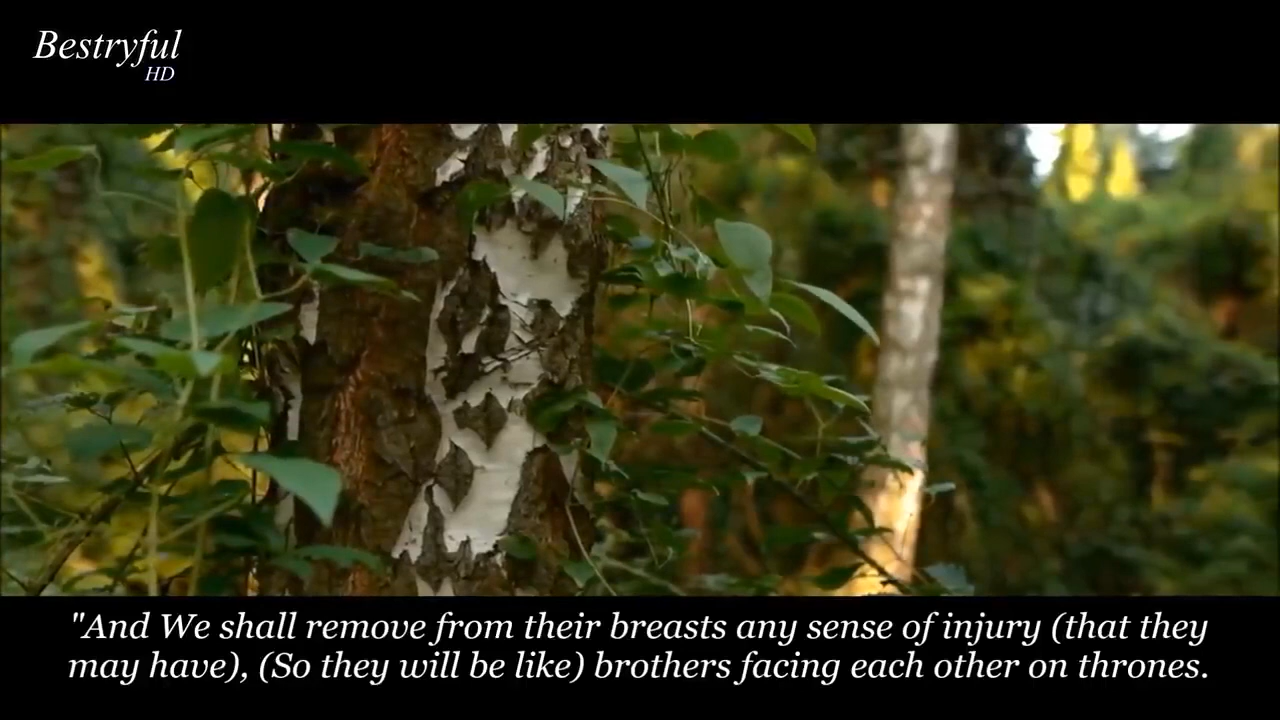 Bestryful
HD
"And We shall remove from their breasts any sense of injury (that they
may have), (So they will be like) brothers facing each other on thrones.